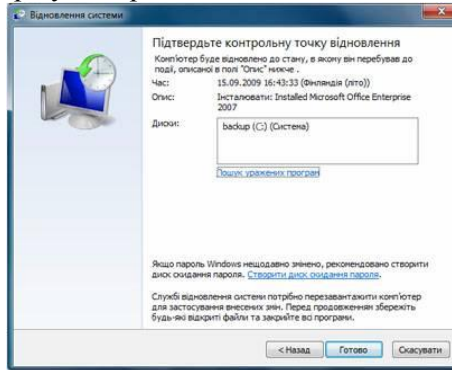 Відновлення системи
Підтвердьте контрольну точку відновлення
Комп'ютер буде відновлено до стану, в якому він перебував до
події, описаної в полі "Опис" нижче .
Час: 15.09.2009 16:43:33 (Фінляндія (літо))
Опис: Інсталювати: Installed Microsoft Office Enterprise
2007
Диски: backup (C:) (Система)
Пошук уражених програм
Якщо пароль Windows нещодавно змінено, рекомендовано створити
диск скидання пароля. Створити диск скидання пароля.
Службі відновлення системи потрібно перезавантажити комп'ютер
для застосування внесених змін. Перед продовженням збережіть
будь-які відкриті файли та закрийте всі програми.
< Назад Готово Скасувати